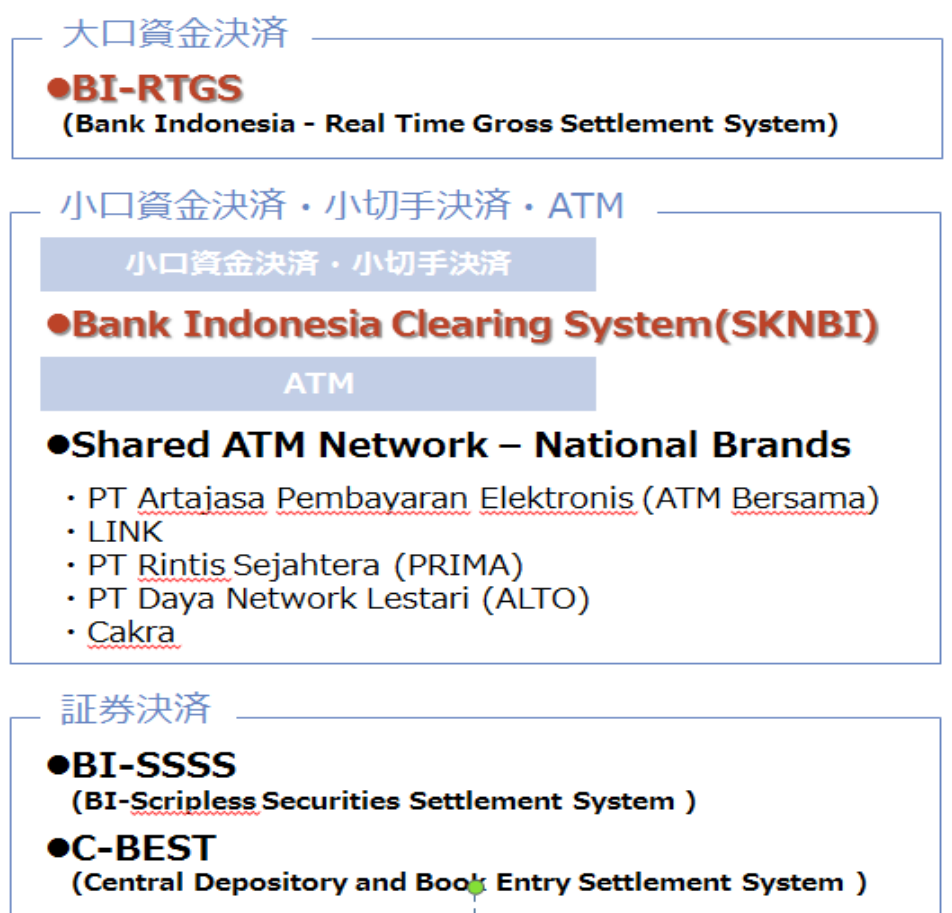 大口資金決済
●BI-RTGS
(Bank Indonesia - Real Time Gross Settlement System)
小口資金決済・小切手決済・ATM
小口資金決済・小切手決済
●Bank Indonesia Clearing System(SKNBI)
ATM
●Shared ATM Network – National Brands
・PT Artajasa Pembayaran Elektronis (ATM Bersama)
・LINK
・PT Rintis Sejahtera (PRIMA)
・PT Daya Network Lestari (ALTO)
・Cakra
証券決済
●BI-SSSS
(BI-Scripless Securities Settlement System )
●C-BEST
(Central Depository and Book Entry Settlement System )